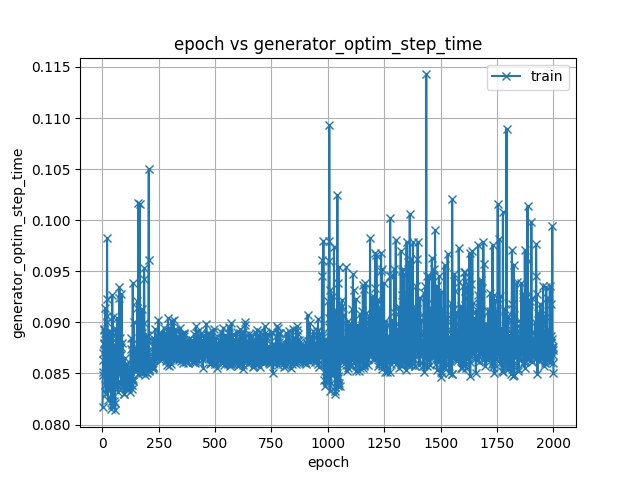 epoch vs generator_optim_step_time
train
generator_optim_step_time
0.115
0.110
0.105
0.100
0.095
0.090
0.085
0.080
0 250 500 750 1000 1250 1500 1750 2000
epoch